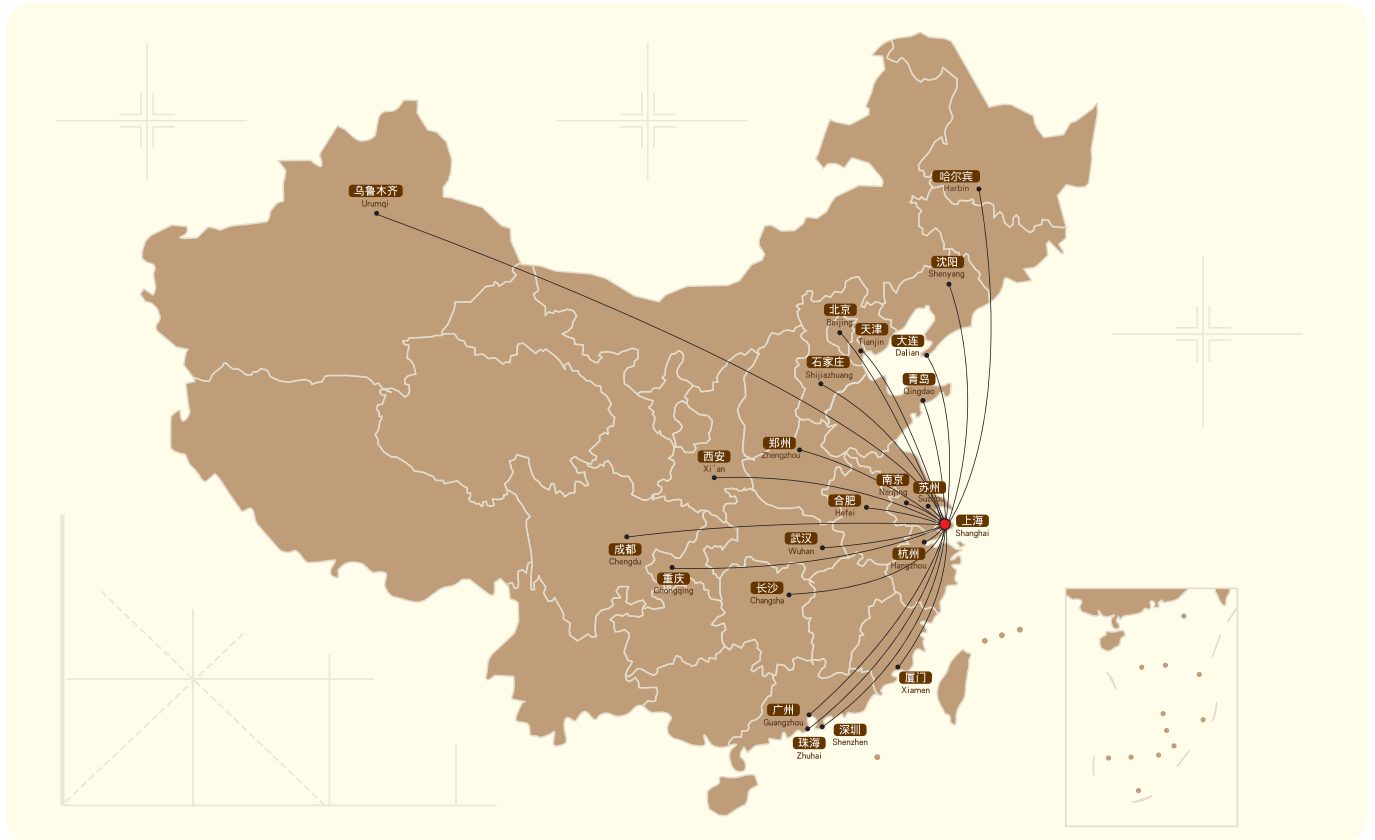 哈尔滨
Harbin
乌鲁木齐
Urumqi
沈阳
Shenyang
北京
Beijing
天津
Tianjin
大连
Dalian
石家庄
Shijiazhuang
青岛
Qingdao
郑州
Zhengzhou
西安
Xi'an
南京
Nanjing
苏州
Suzhou
合肥
Hefei
上海
Shanghai
武汉
Wuhan
成都
Chengdu
杭州
Hangzhou
重庆
Chongqing
长沙
Changsha
厦门
Xiamen
广州
Guangzhou
深圳
Shenzhen
珠海
Zhuhai